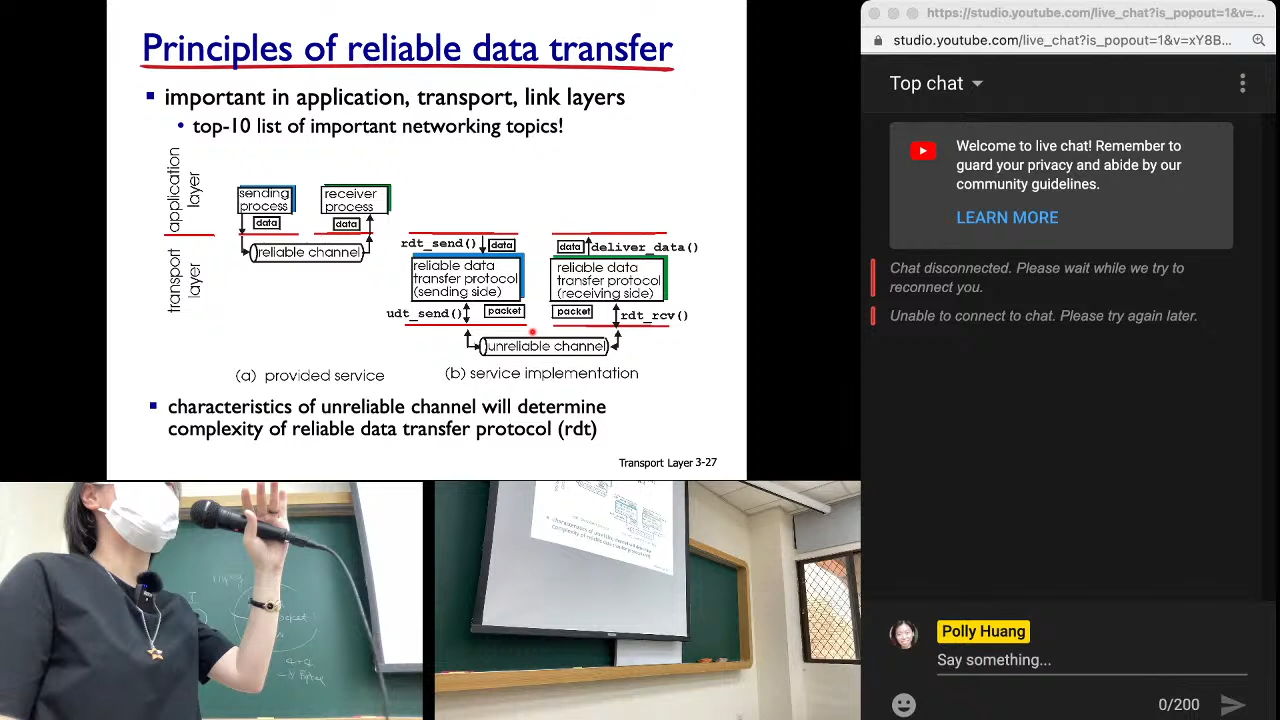 Principles of reliable data transfer
important in application, transport, link layers
top-10 list of important networking topics!
application
layer
transport
layer
sending
process
data
receiver
process
data
reliable channel
rdt_send()
data
data
deliver_data()
reliable data
transfer protocol
(sending side)
reliable data
transfer protocol
(receiving side)
udt_send()
packet
packet
rdt_rcv()
unreliable channel
(a) provided service
(b) service implementation
characteristics of unreliable channel will determine
complexity of reliable data transfer protocol (rdt)
Transport Layer 3-27
https://studio.youtube.com/live_chat?is_popout=1&v=...
studio.youtube.com/live_chat?is_popout=1&v=xY8B...
Top chat
Welcome to live chat! Remember to
guard your privacy and abide by our
community guidelines.
LEARN MORE
Chat disconnected. Please wait while we try to
reconnect you.
Unable to connect to chat. Please try again later.
Polly Huang
Say something...
0/200